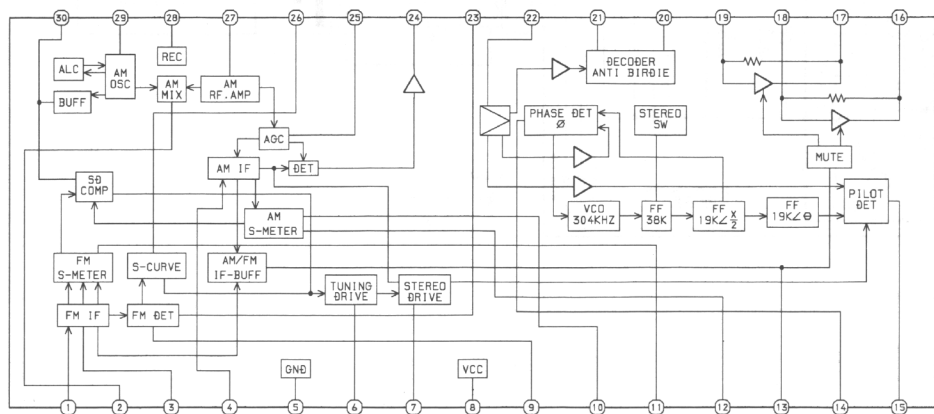 30 29 28 27 26 25 24 23 22 21 20 19 18 17 16
REC
DECODER
ANTI BIRDIE
ALC
AM
OSC
AM
MIX
AM
RF.AMP
BUFF
PHASE DET
Ø
STEREO
SW
AGC
MUTE
AM IF
DET
SD
COMP
PILOT
DET
VCO
304KHZ
FF
38K
FF
19K∠X/2
FF
19K∠Θ
AM
S-METER
FM
S-METER
S-CURVE
AM/FM
IF-BUFF
TUNING
DRIVE
STEREO
DRIVE
FM IF
FM DET
GND
VCC
1 2 3 4 5 6 7 8 9 10 11 12 13 14 15